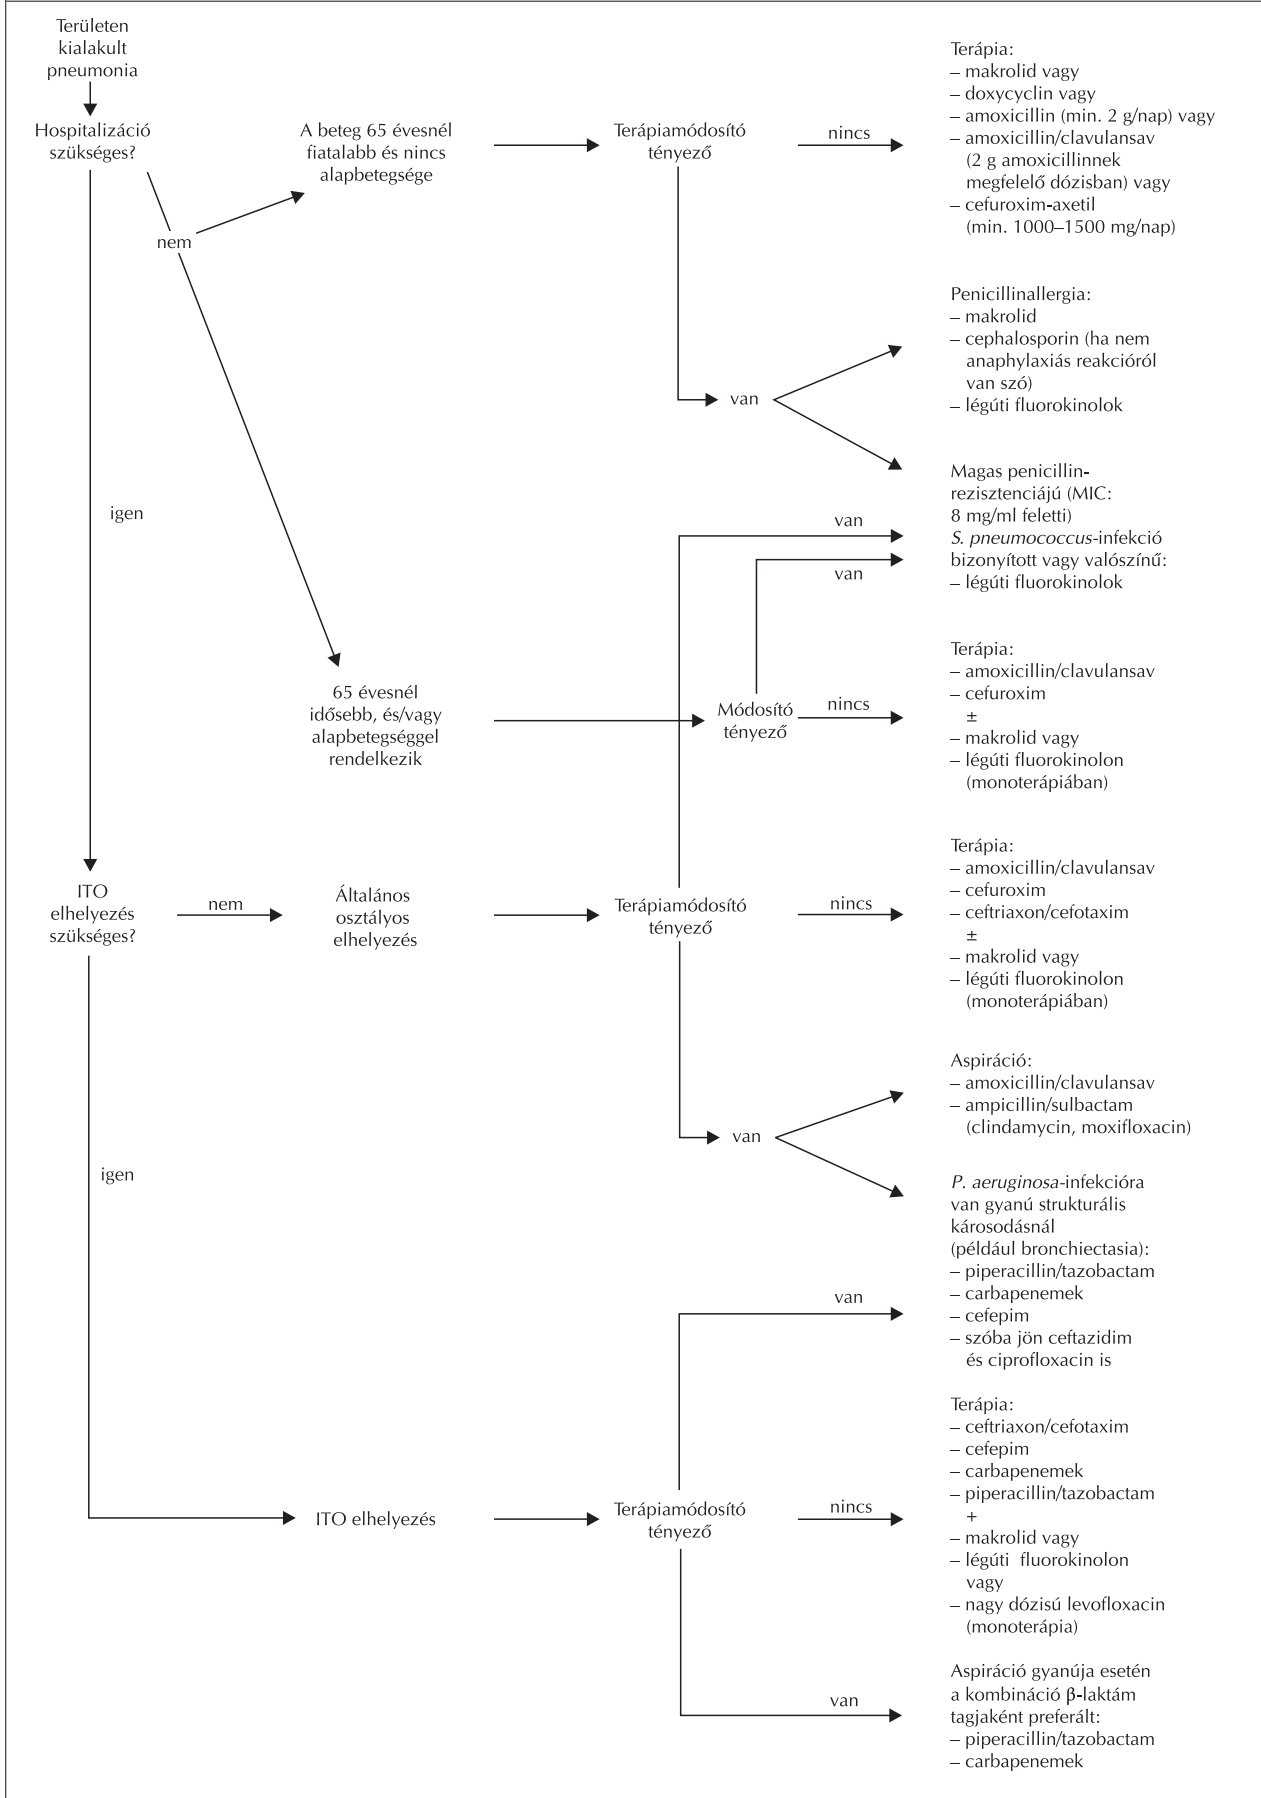 Területen
kialakult
pneumonia
Hospitalizáció
szükséges?
nem
igen
A beteg 65 évesnél
fiatalabb és nincs
alapbetegsége
Terápiamódosító
tényező
nincs
Terápia:
– makrolid vagy
– doxycyclin vagy
– amoxicillin (min. 2 g/nap) vagy
– amoxicillin/clavulansav
(2 g amoxicillinnek
megfelelő dózisban) vagy
– cefuroxim-axetil
(min. 1000–1500 mg/nap)
van
Penicillinallergia:
– makrolid
– cephalosporin (ha nem
anaphylaxiás reakcióról
van szó)
– légúti fluorokinolok
van
van
Magas penicillin-
rezisztenciájú (MIC:
8 mg/ml feletti)
S. pneumococcus-infekció
bizonyított vagy valószínű:
– légúti fluorokinolok
65 évesnél
idősebb, és/vagy
alapbetegséggel
rendelkezik
Módosító
tényező
nincs
Terápia:
– amoxicillin/clavulansav
– cefuroxim
±
– makrolid vagy
– légúti fluorokinolon
(monoterápiában)
ITO
elhelyezés
szükséges?
nem
igen
Általános
osztályos
elhelyezés
Terápiamódosító
tényező
nincs
Terápia:
– amoxicillin/clavulansav
– cefuroxim
– ceftriaxon/cefotaxim
±
– makrolid vagy
– légúti fluorokinolon
(monoterápiában)
van
Aspiráció:
– amoxicillin/clavulansav
– ampicillin/sulbactam
(clindamycin, moxifloxacin)
van
P. aeruginosa-infekcióra
van gyanú strukturális
károsodásnál
(például bronchiectasia):
– piperacillin/tazobactam
– carbapenemek
– cefepim
– szóba jön ceftazidim
és ciprofloxacin is
ITO elhelyezés
Terápiamódosító
tényező
nincs
Terápia:
– ceftriaxon/cefotaxim
– cefepim
– carbapenemek
– piperacillin/tazobactam
+
– makrolid vagy
– légúti fluorokinolon
vagy
– nagy dózisú levofloxacin
(monoterápia)
van
Aspiráció gyanúja esetén
a kombináció β-laktám
tagjaként preferált:
– piperacillin/tazobactam
– carbapenemek